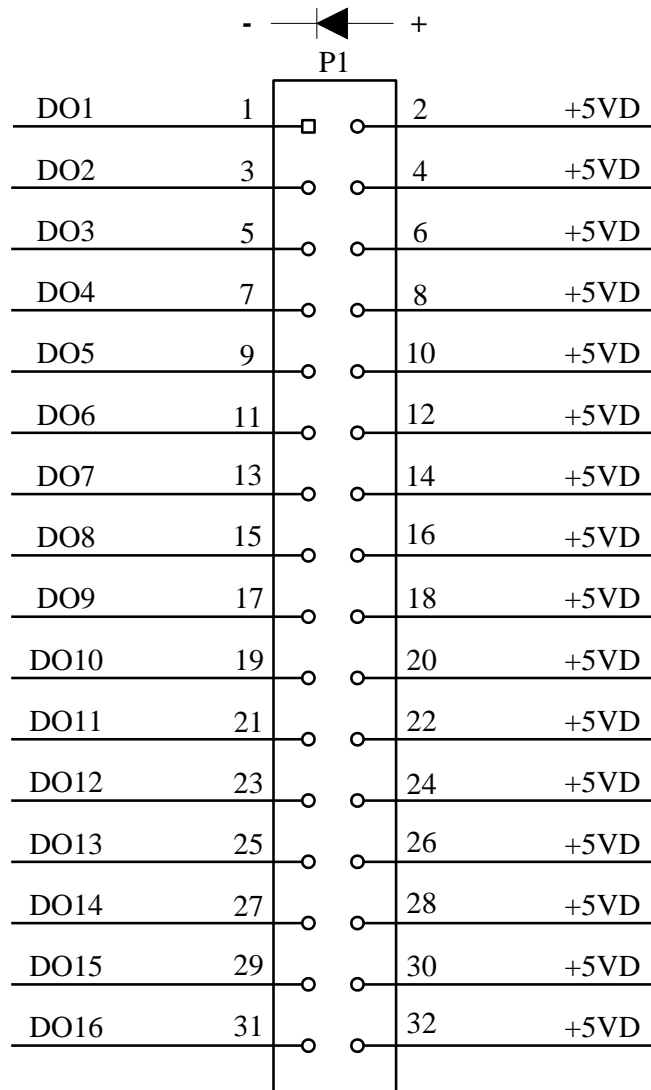 - +
P1
DO1 1 2 +5VD
DO2 3 4 +5VD
DO3 5 6 +5VD
DO4 7 8 +5VD
DO5 9 10 +5VD
DO6 11 12 +5VD
DO7 13 14 +5VD
DO8 15 16 +5VD
DO9 17 18 +5VD
DO10 19 20 +5VD
DO11 21 22 +5VD
DO12 23 24 +5VD
DO13 25 26 +5VD
DO14 27 28 +5VD
DO15 29 30 +5VD
DO16 31 32 +5VD